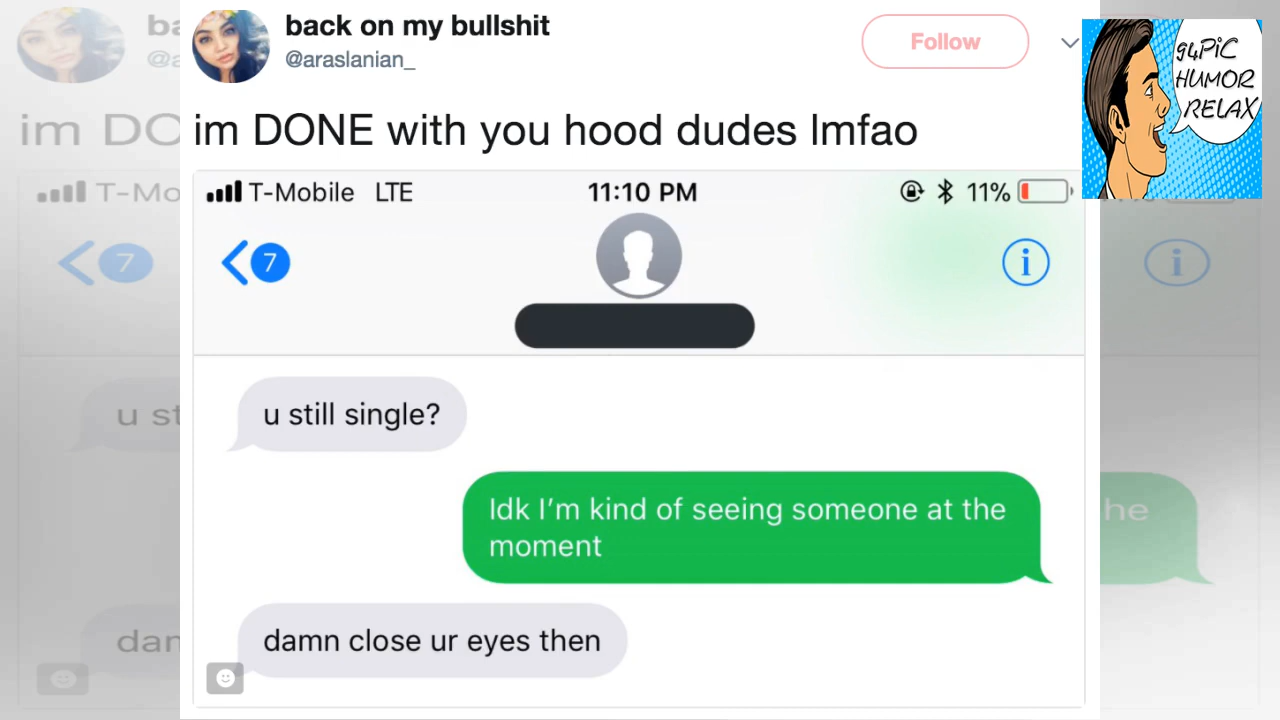 back on my bullshit
@araslanian_
Follow
94PiC
HUMOR
RELAX
im DONE with you hood dudes lmfao
T-Mobile LTE
11:10 PM
11%
7
i
u still single?
Idk I'm kind of seeing someone at the
moment
damn close ur eyes then